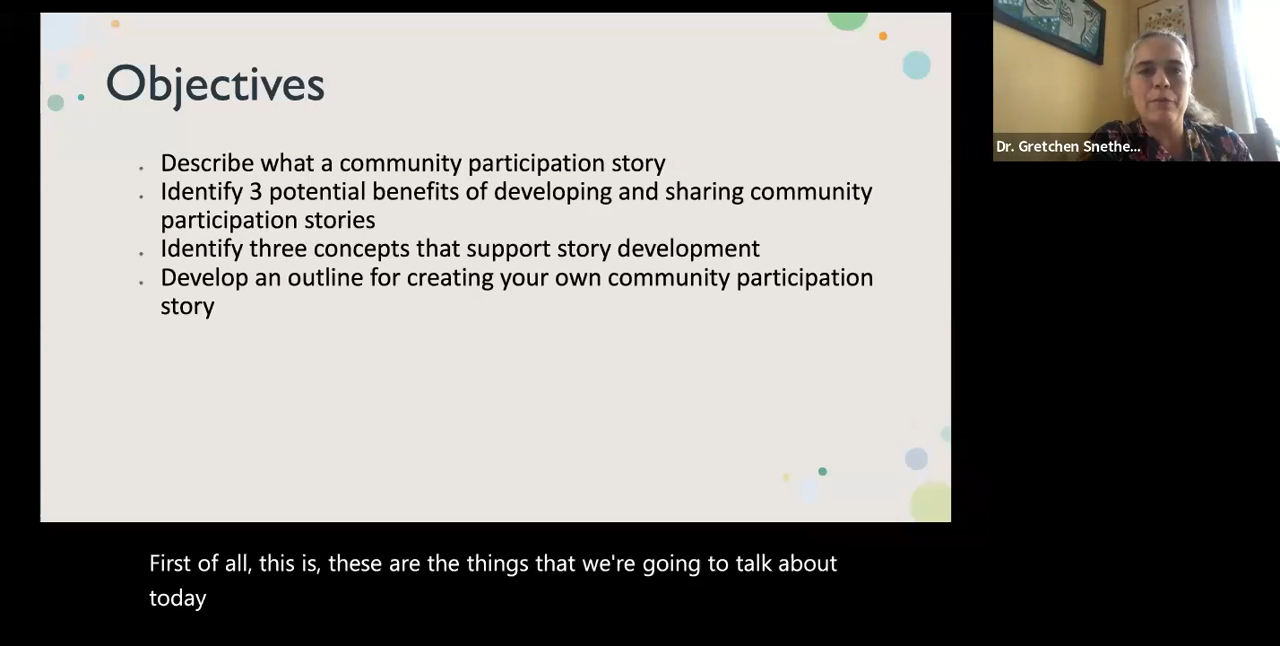 Objectives
Describe what a community participation story
Identify 3 potential benefits of developing and sharing community
participation stories
Identify three concepts that support story development
Develop an outline for creating your own community participation
story
Dr. Gretchen Snethe...
First of all, this is, these are the things that we're going to talk about
today